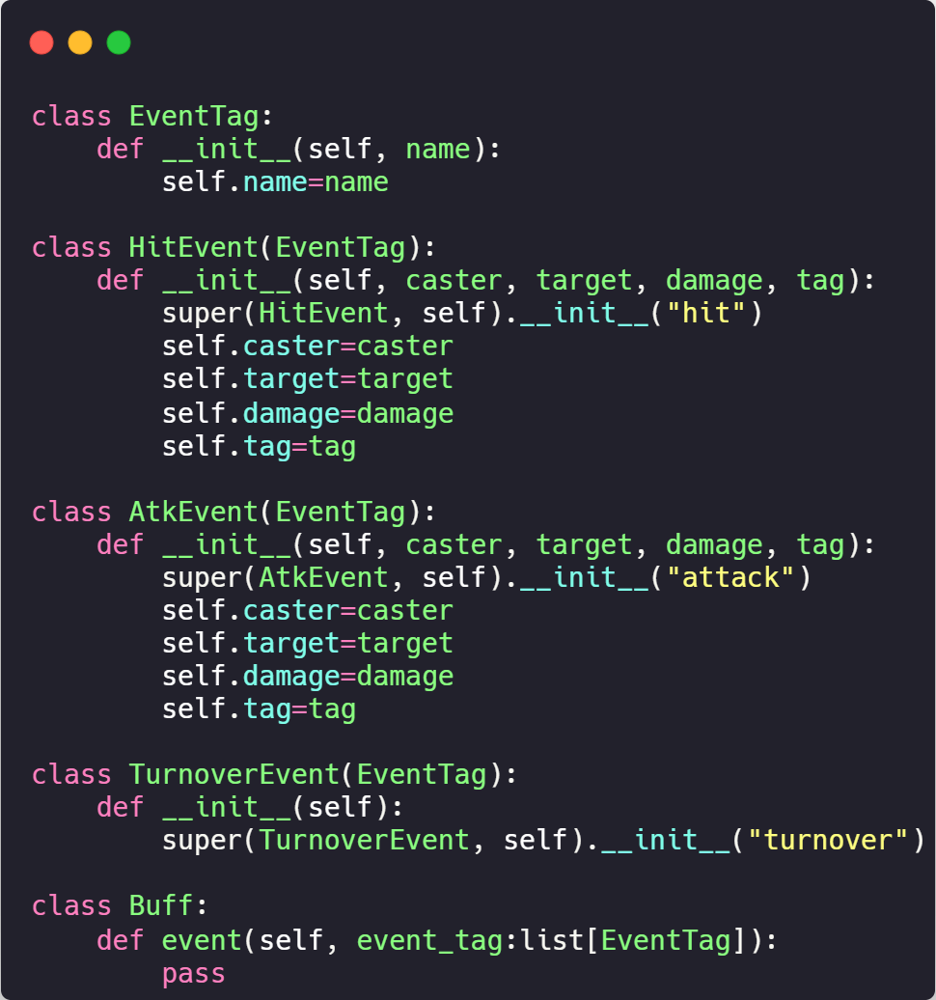 class EventTag:
    def __init__(self, name):
        self.name=name

class HitEvent(EventTag):
    def __init__(self, caster, target, damage, tag):
        super(HitEvent, self).__init__("hit")
        self.caster=caster
        self.target=target
        self.damage=damage
        self.tag=tag

class AtkEvent(EventTag):
    def __init__(self, caster, target, damage, tag):
        super(AtkEvent, self).__init__("attack")
        self.caster=caster
        self.target=target
        self.damage=damage
        self.tag=tag

class TurnoverEvent(EventTag):
    def __init__(self):
        super(TurnoverEvent, self).__init__("turnover")

class Buff:
    def event(self, event_tag:list[EventTag]):
        pass